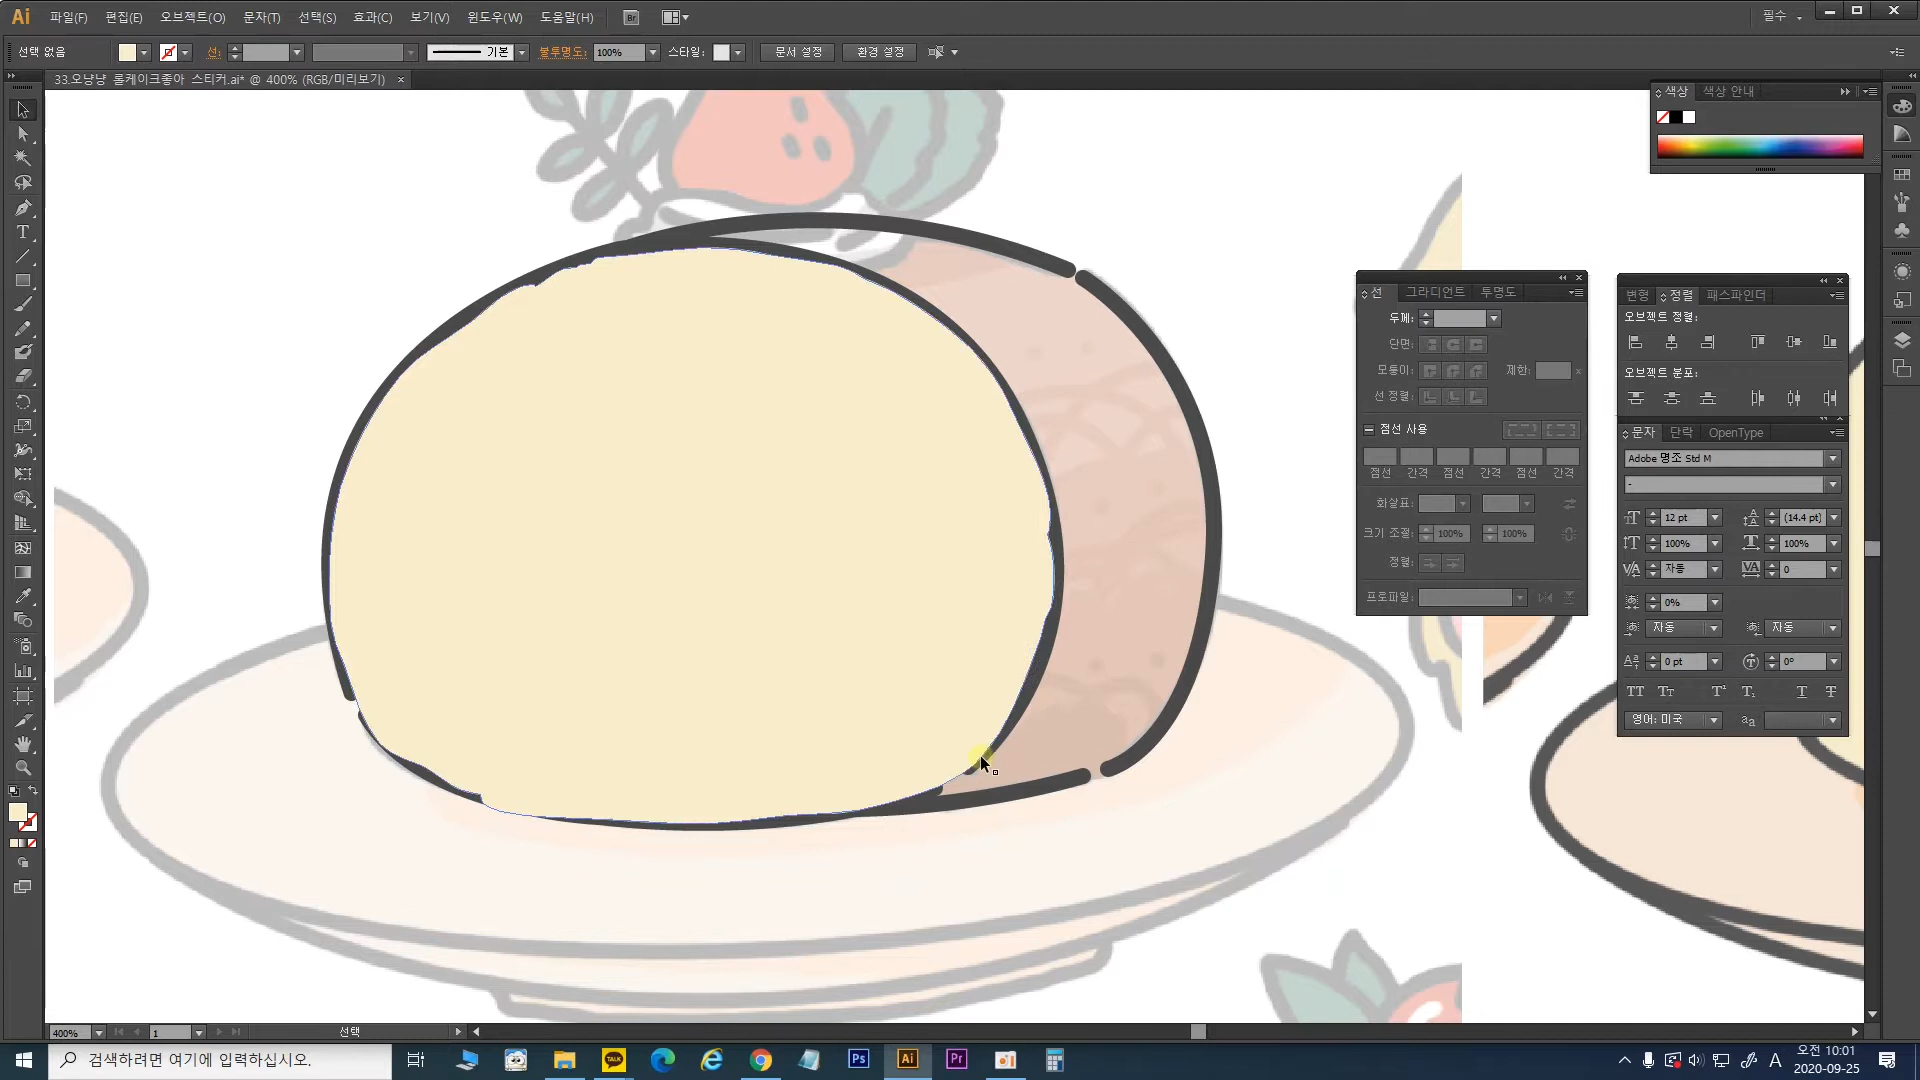 Ai 파일(F) 편집(E) 오브젝트(O) 문자(T) 선택(S) 효과(C) 보기(V) 윈도우(W) 도움말(H) Br 필수
선택 없음 선: 기본 불투명도: 100% 스타일: 문서 설정 환경 설정
33.오냥냥 롤케이크좋아 스티커.ai* @ 400% (RGB/미리보기)
색상 색상 안내
선 그라디언트 투명도
두께:
단면:
모퉁이: 제한: x
선 정렬:
점선 사용
점선 간격 점선 간격 점선 간격
화살표:
크기 조절: 100% 100%
정렬:
프로파일:
변형 정렬 패스파인더
오브젝트 정렬:
오브젝트 분포:
문자 단락 OpenType
Adobe 명조 Std M
-
12 pt (14.4 pt)
100% 100%
자동 0
0%
자동 자동
0 pt 0°
영어: 미국
400% 1 선택
검색하려면 여기에 입력하십시오.
TALK Ps Ai Pr
A 오전 10:01
2020-09-25